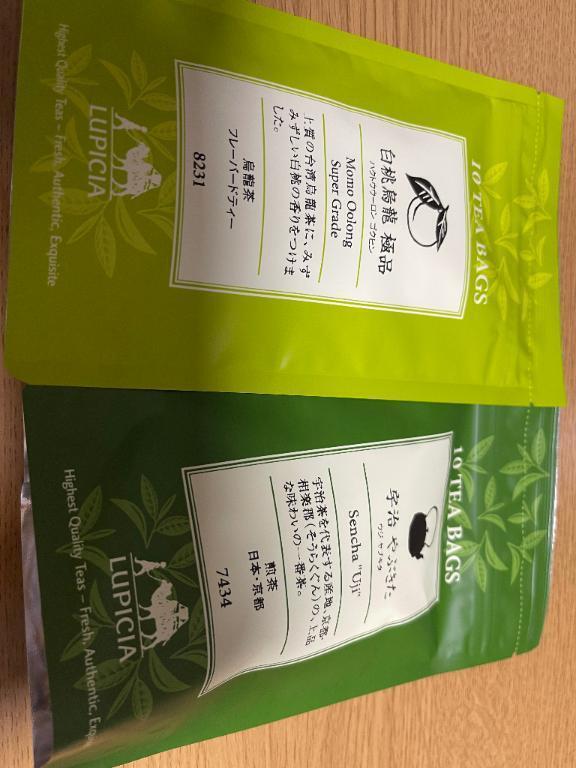 10 TEA BAGS
白桃烏龍 極品
ハクトウウーロン ゴクヒン
Momo Oolong
Super Grade
上質の台湾烏龍茶に、みず
みずしい白桃の香りをつけま
した。
烏龍茶
フレーバードティー
8231
LUPICIA
Highest Quality Teas – Fresh, Authentic, Exquisite
10 TEA BAGS
宇治 やぶきた
ウジ ヤブキタ
Sencha "Uji"
宇治茶を代表する産地、京都・
相楽郡（そうらくぐん）の、上品
な味わいの一番茶。
煎茶
日本・京都
7434
LUPICIA
Highest Quality Teas – Fresh, Authentic, Exq